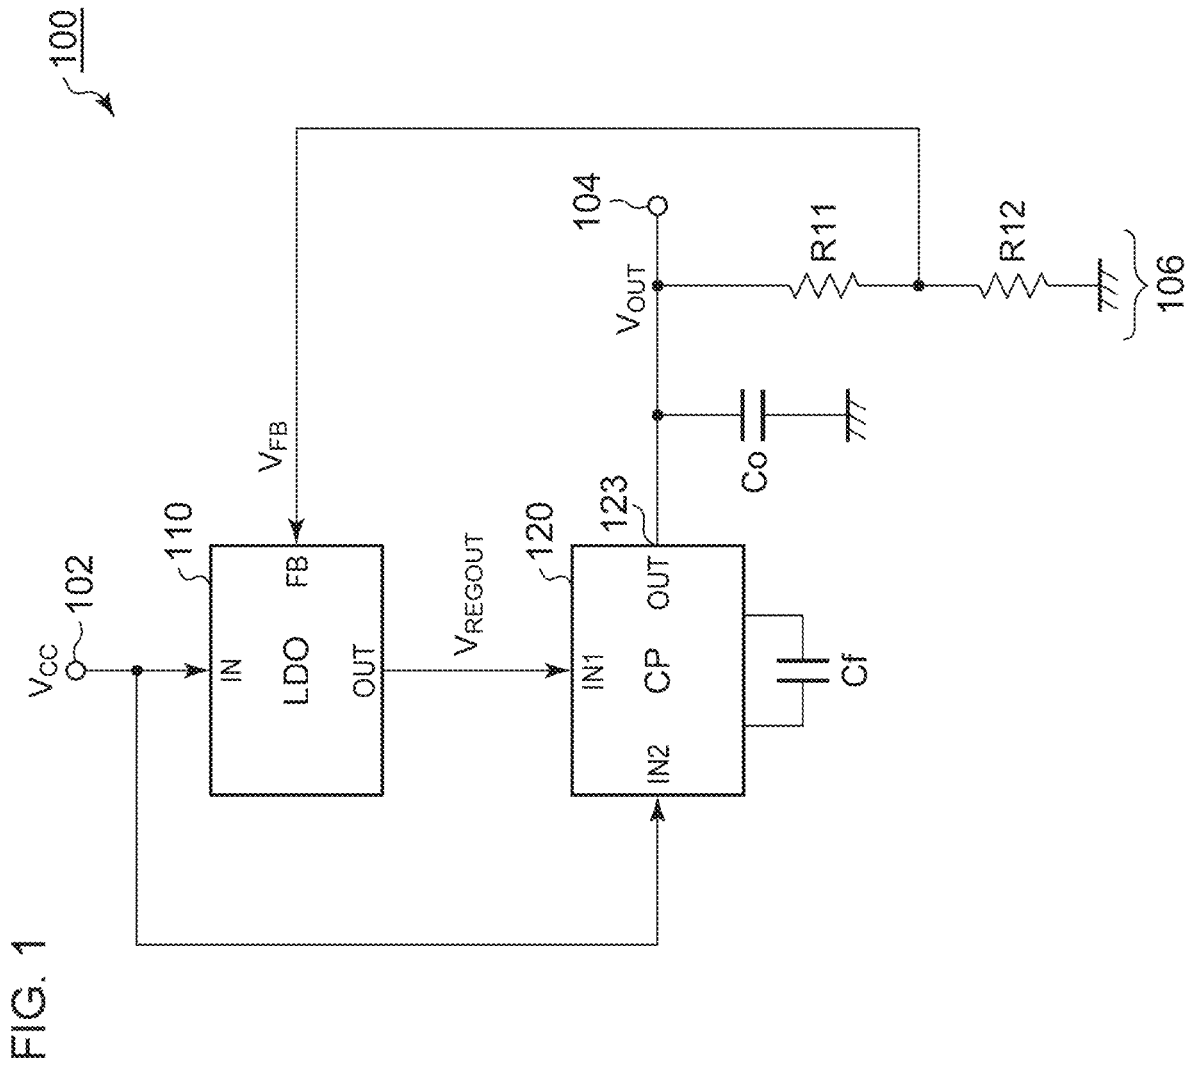 FIG. 1
100
VCC
102
110
IN
LDO
FB
OUT
VFB
VREGOUT
120
123
IN1
IN2
CP
OUT
Cf
Co
VOUT
104
R11
R12
106